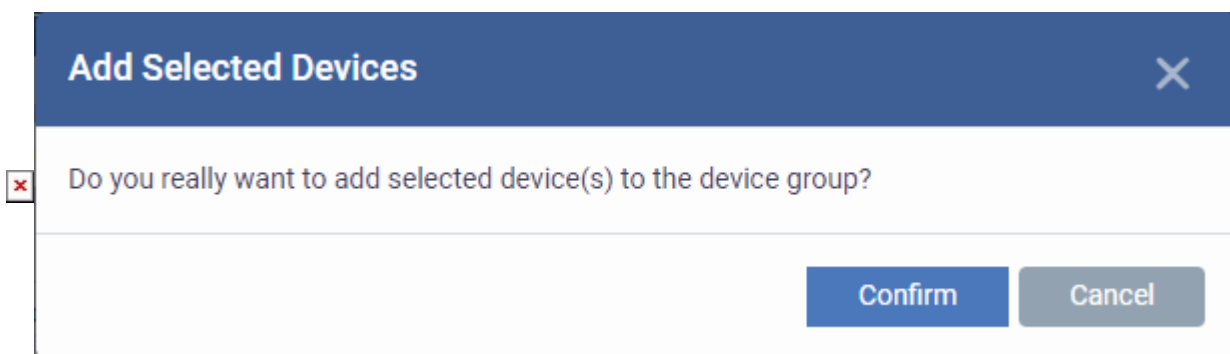 Add Selected Devices
Do you really want to add selected device(s) to the device group?
Confirm Cancel